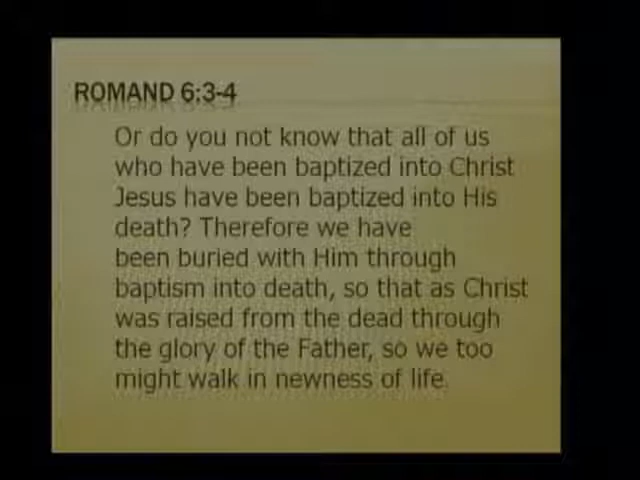 ROMAND 6:3-4
Or do you not know that all of us
who have been baptized into Christ
Jesus have been baptized into His
death? Therefore we have
been buried with Him through
baptism into death, so that as Christ
was raised from the dead through
the glory of the Father, so we too
might walk in newness of life.